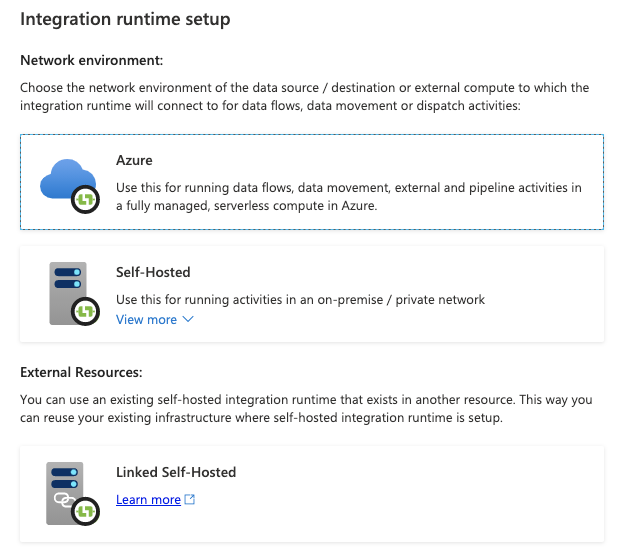 Integration runtime setup
Network environment:
Choose the network environment of the data source / destination or external compute to which the
integration runtime will connect to for data flows, data movement or dispatch activities:
Azure
Use this for running data flows, data movement, external and pipeline activities in
a fully managed, serverless compute in Azure.
Self-Hosted
Use this for running activities in an on-premise / private network
View more
External Resources:
You can use an existing self-hosted integration runtime that exists in another resource. This way you
can reuse your existing infrastructure where self-hosted integration runtime is setup.
Linked Self-Hosted
Learn more